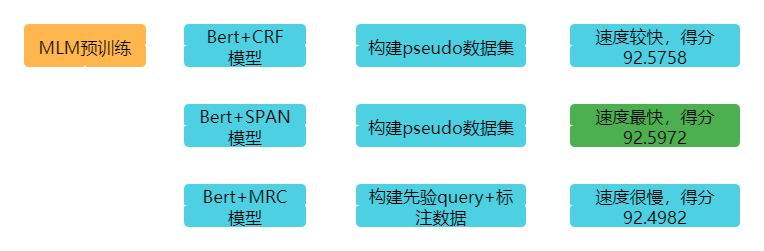 MLM预训练
Bert+CRF
模型
构建pseudo数据集
速度较快，得分
92.5758
Bert+SPAN
模型
构建pseudo数据集
速度最快，得分
92.5972
Bert+MRC
模型
构建先验query+标
注数据
速度很慢，得分
92.4982